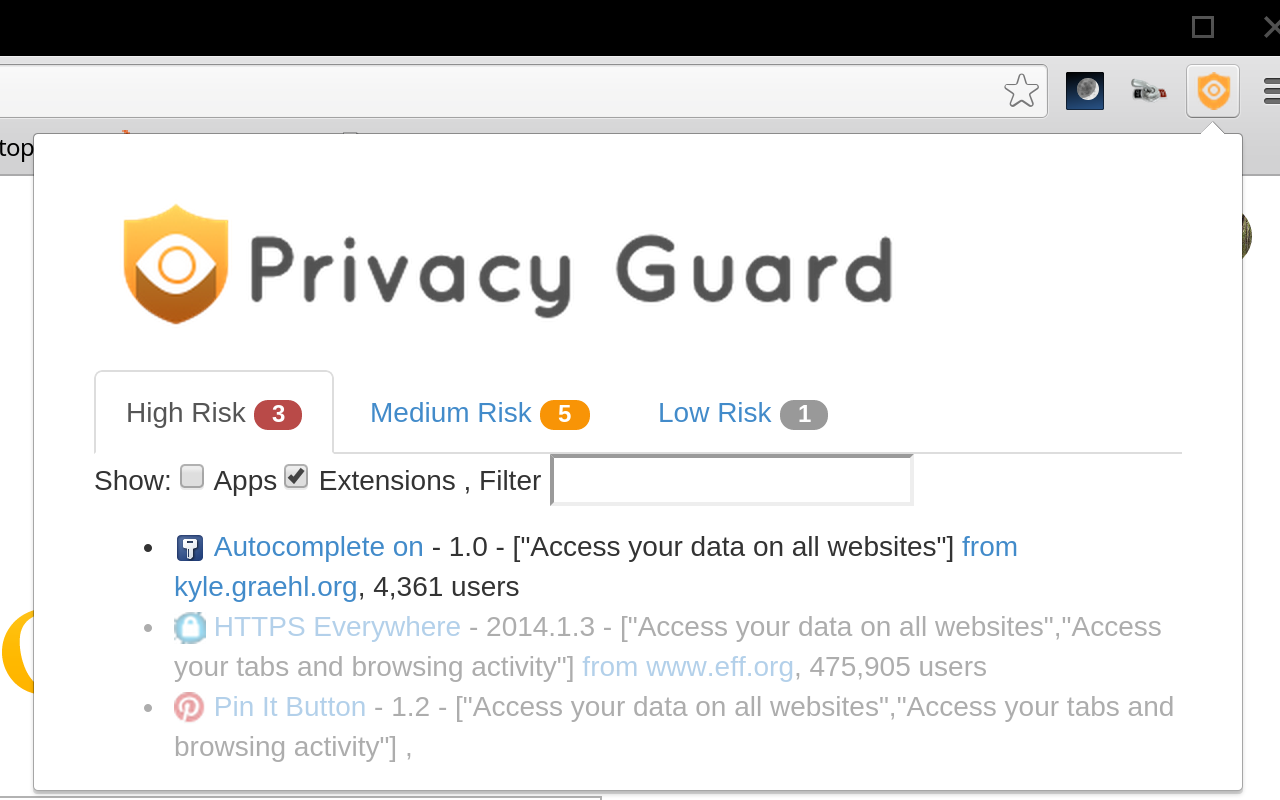 top
Privacy Guard
High Risk 3 Medium Risk 5 Low Risk 1
Show: Apps Extensions , Filter
Autocomplete on - 1.0 - ["Access your data on all websites"] from
kyle.graehl.org, 4,361 users
HTTPS Everywhere - 2014.1.3 - ["Access your data on all websites","Access
your tabs and browsing activity"] from www.eff.org, 475,905 users
Pin It Button - 1.2 - ["Access your data on all websites","Access your tabs and
browsing activity"] ,